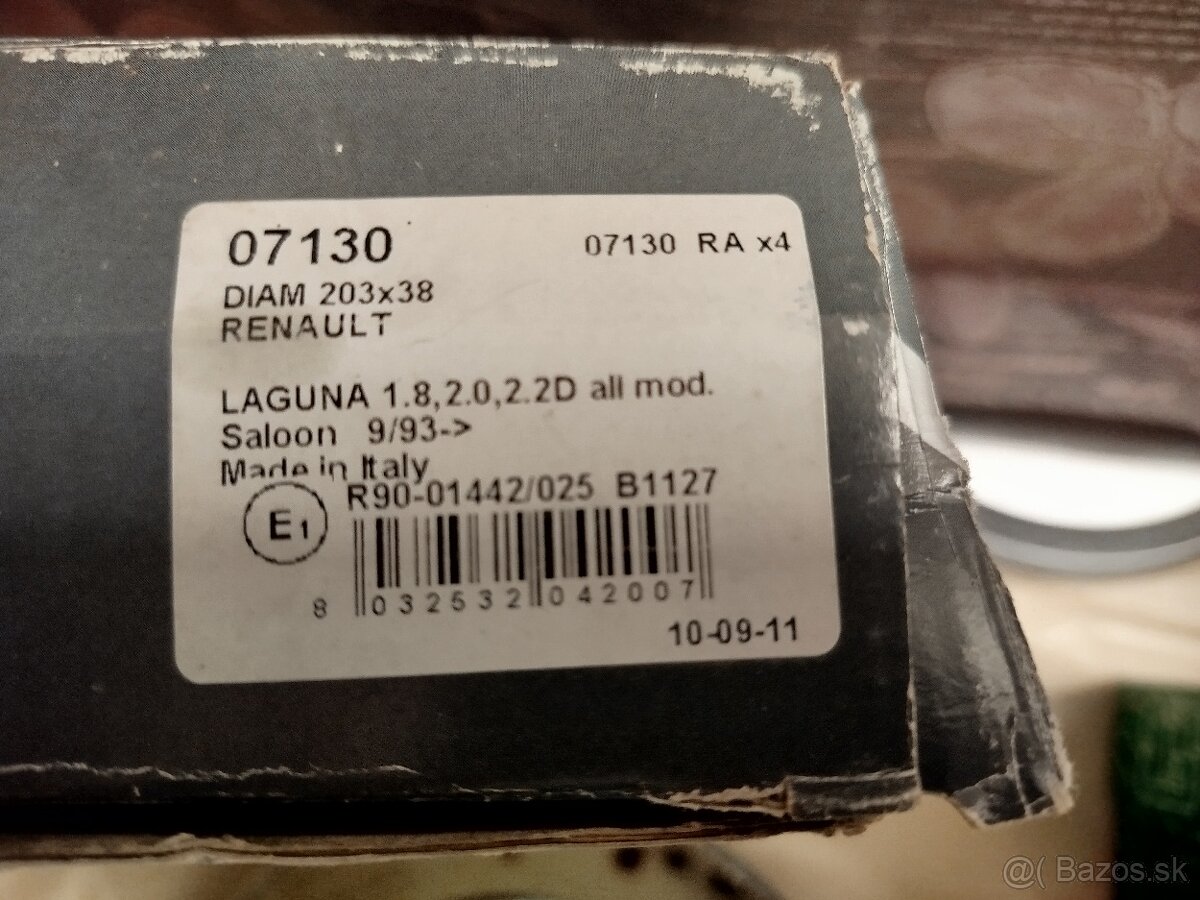 07130
07130 RA x4
DIAM 203x38
RENAULT
LAGUNA 1.8,2.0,2.2D all mod.
Saloon 9/93->
Made in Italy
R90-01442/025 B1127
E1
8 032532 042007
10-09-11
@( Bazos.sk